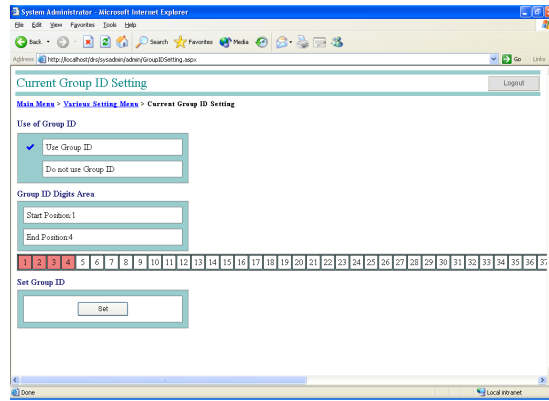 System Administrator - Microsoft Internet Explorer
File Edit View Favorites Tools Help
Back Search Favorites Media
Address http://localhost/drs/sysadmin/admin/GroupIDSetting.aspx Go Links
Current Group ID Setting Logout
Main Menu > Various Setting Menu > Current Group ID Setting
Use of Group ID
Use Group ID
Do not use Group ID
Group ID Digits Area
Start Position:1
End Position:4
1 2 3 4 5 6 7 8 9 10 11 12 13 14 15 16 17 18 19 20 21 22 23 24 25 26 27 28 29 30 31 32 33 34 35 36 37
Set Group ID
Set
Done Local intranet